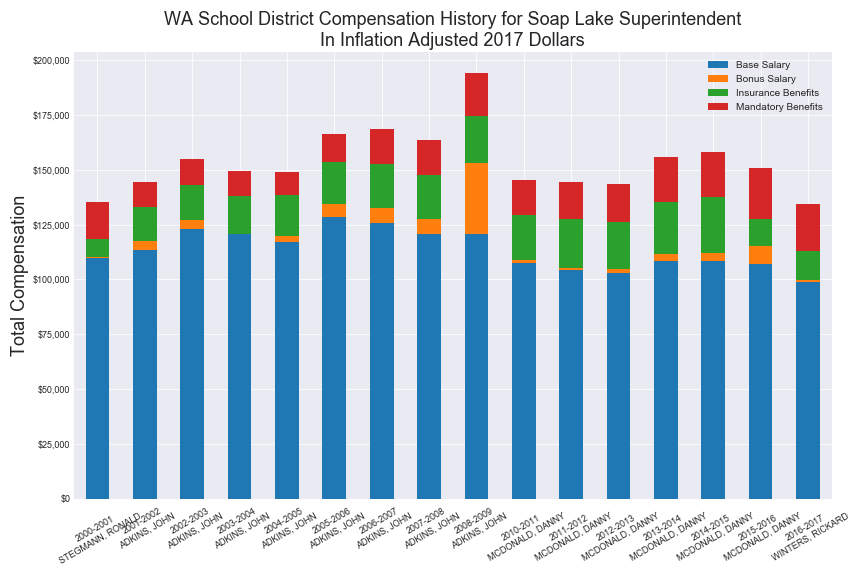 WA School District Compensation History for Soap Lake Superintendent
In Inflation Adjusted 2017 Dollars
Base Salary
Bonus Salary
Insurance Benefits
Mandatory Benefits
Total Compensation
$200,000
$175,000
$150,000
$125,000
$100,000
$75,000
$50,000
$25,000
$0
2000-2001
STEGMANN, RONALD
2001-2002
ADKINS, JOHN
2002-2003
ADKINS, JOHN
2003-2004
ADKINS, JOHN
2004-2005
ADKINS, JOHN
2005-2006
ADKINS, JOHN
2006-2007
ADKINS, JOHN
2007-2008
ADKINS, JOHN
2008-2009
ADKINS, JOHN
2010-2011
MCDONALD, DANNY
2011-2012
MCDONALD, DANNY
2012-2013
MCDONALD, DANNY
2013-2014
MCDONALD, DANNY
2014-2015
MCDONALD, DANNY
2015-2016
MCDONALD, DANNY
2016-2017
WINTERS, RICKARD